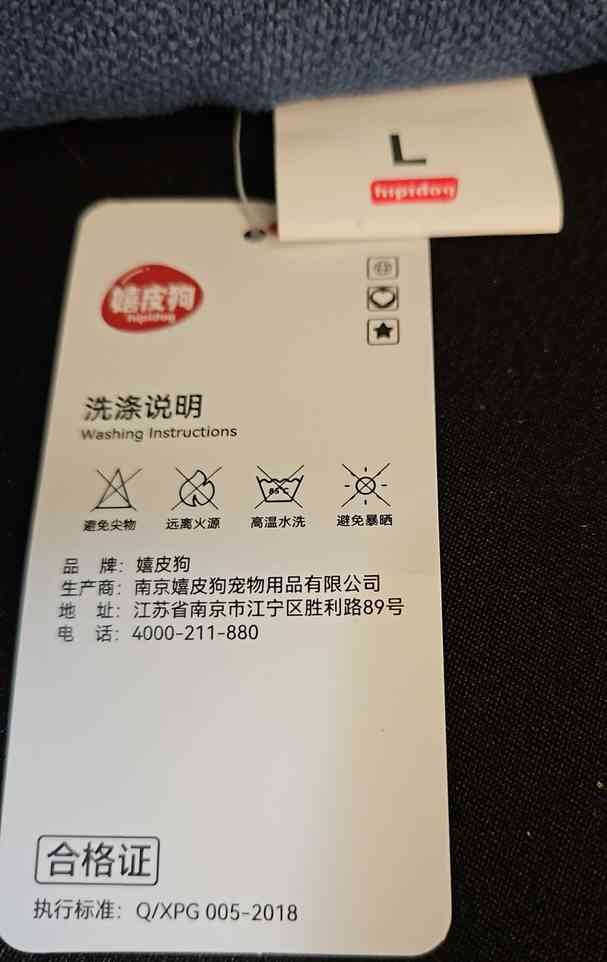 L
hipidog
嬉皮狗
hipidog
洗涤说明
Washing Instructions
85°C
避免尖物 远离火源 高温水洗 避免暴晒
品 牌：嬉皮狗
生产商：南京嬉皮狗宠物用品有限公司
地 址：江苏省南京市江宁区胜利路89号
电 话：4000-211-880
合格证
执行标准：Q/XPG 005-2018